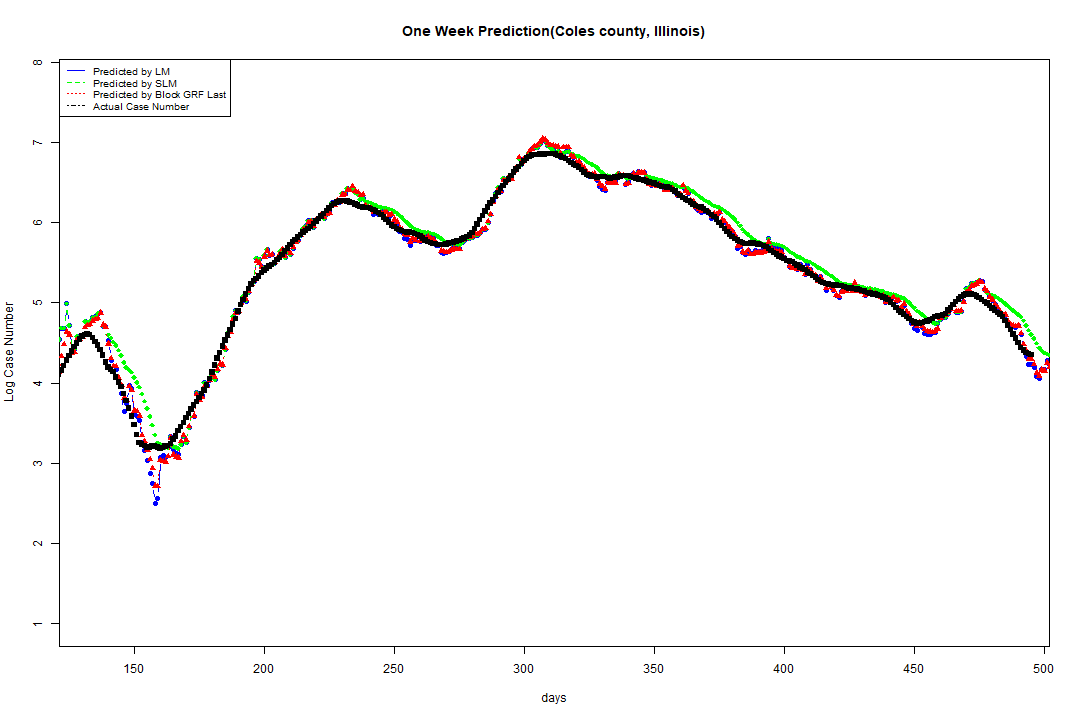 One Week Prediction(Coles county, Illinois)
Predicted by LM
Predicted by SLM
Predicted by Block GRF Last
Actual Case Number
8
7
6
5
4
3
2
1
Log Case Number
150 200 250 300 350 400 450 500
days